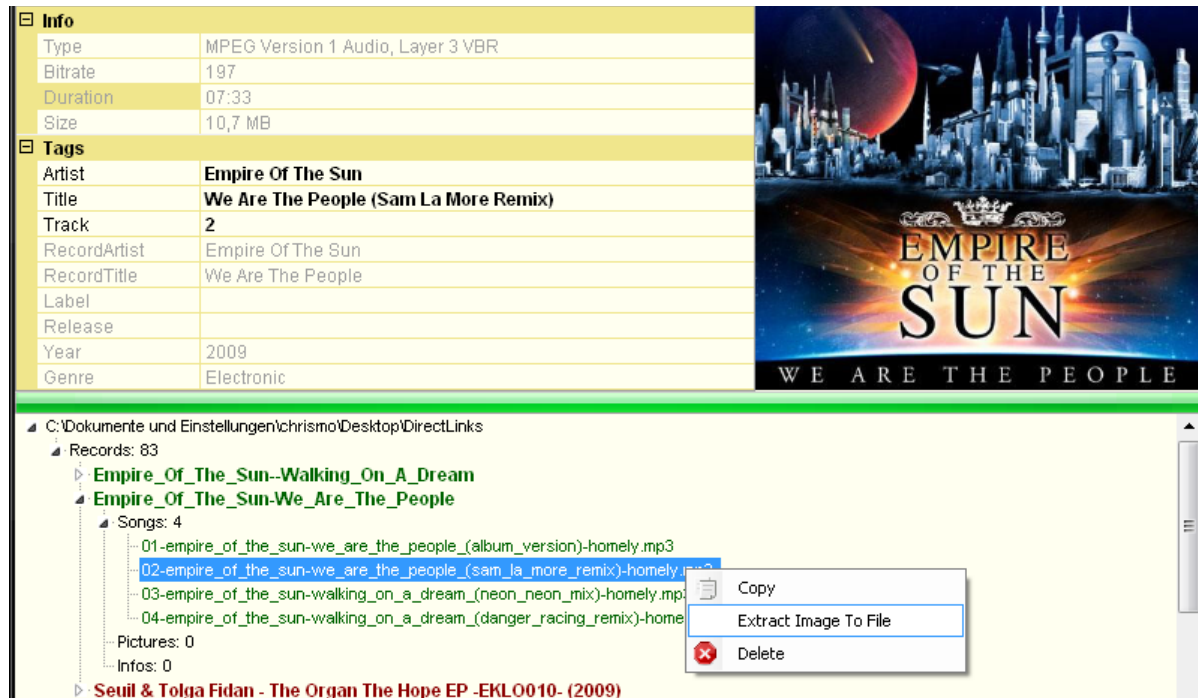 Info
Type MPEG Version 1 Audio, Layer 3 VBR
Bitrate 197
Duration 07:33
Size 10,7 MB
Tags
Artist Empire Of The Sun
Title We Are The People (Sam La More Remix)
Track 2
RecordArtist Empire Of The Sun
RecordTitle We Are The People
Label
Release
Year 2009
Genre Electronic
EMPIRE
OF THE
SUN
WE ARE THE PEOPLE
C:\Dokumente und Einstellungen\chrismo\Desktop\DirectLinks
Records: 83
Empire_Of_The_Sun--Walking_On_A_Dream
Empire_Of_The_Sun-We_Are_The_People
Songs: 4
01-empire_of_the_sun-we_are_the_people_(album_version)-homely.mp3
02-empire_of_the_sun-we_are_the_people_(sam_la_more_remix)-homely.mp3
03-empire_of_the_sun-walking_on_a_dream_(neon_neon_mix)-homely.mp
04-empire_of_the_sun-walking_on_a_dream_(danger_racing_remix)-home
Pictures: 0
Infos: 0
Seuil & Tolga Fidan - The Organ The Hope EP -EKLO010- (2009)
Copy
Extract Image To File
Delete